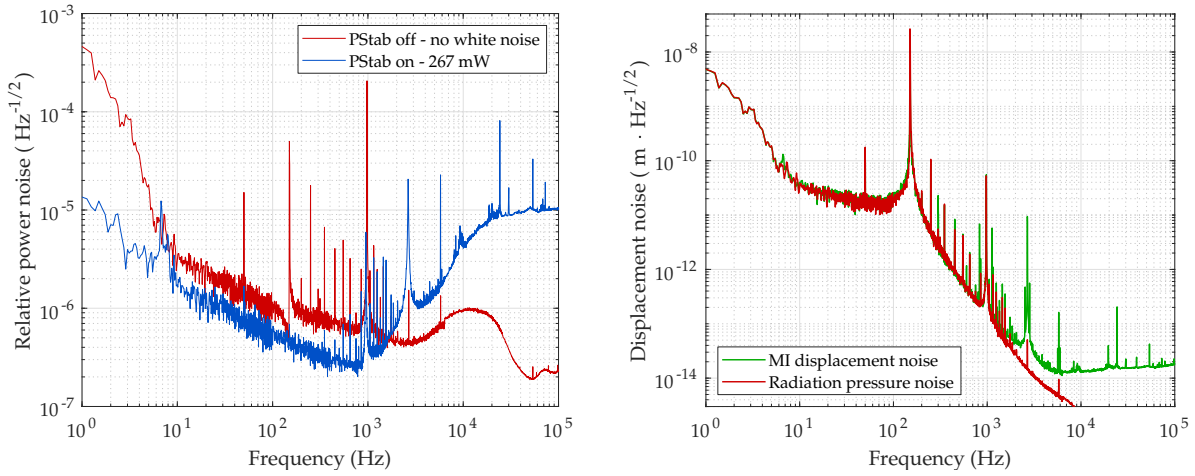 Relative power noise ( Hz^-1/2)
10^-3
10^-4
10^-5
10^-6
10^-7
PStab off - no white noise
PStab on - 267 mW
10^0 10^1 10^2 10^3 10^4 10^5
Frequency (Hz)
Displacement noise ( m · Hz^-1/2)
10^-8
10^-10
10^-12
10^-14
MI displacement noise
Radiation pressure noise
10^0 10^1 10^2 10^3 10^4 10^5
Frequency (Hz)